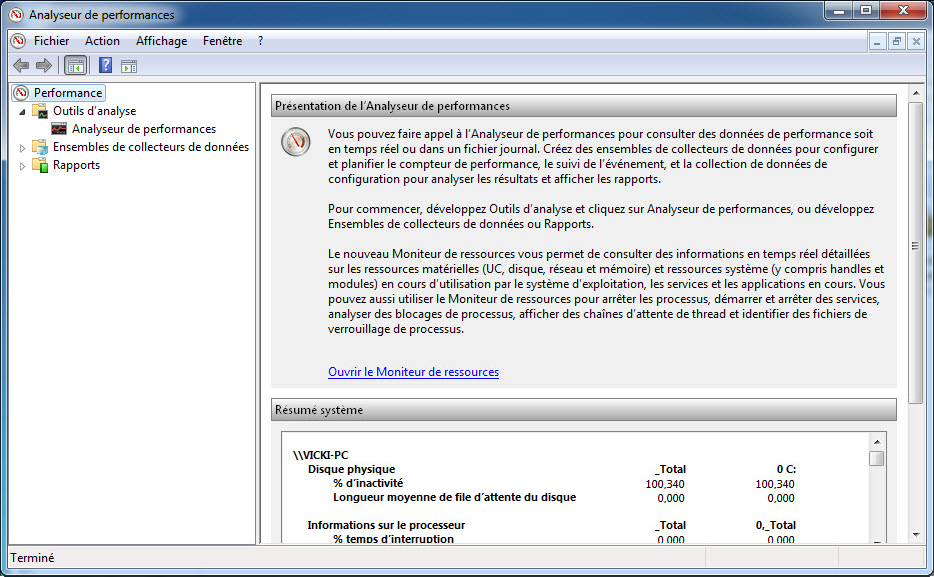 Analyseur de performances
Fichier Action Affichage Fenêtre ?
Performance
Outils d'analyse
Analyseur de performances
Ensembles de collecteurs de données
Rapports
Présentation de l'Analyseur de performances
Vous pouvez faire appel à l'Analyseur de performances pour consulter des données de performance soit
en temps réel ou dans un fichier journal. Créez des ensembles de collecteurs de données pour configurer
et planifier le compteur de performance, le suivi de l'événement, et la collection de données de
configuration pour analyser les résultats et afficher les rapports.
Pour commencer, développez Outils d'analyse et cliquez sur Analyseur de performances, ou développez
Ensembles de collecteurs de données ou Rapports.
Le nouveau Moniteur de ressources vous permet de consulter des informations en temps réel détaillées
sur les ressources matérielles (UC, disque, réseau et mémoire) et ressources système (y compris handles et
modules) en cours d'utilisation par le système d'exploitation, les services et les applications en cours. Vous
pouvez aussi utiliser le Moniteur de ressources pour arrêter les processus, démarrer et arrêter des services,
analyser des blocages de processus, afficher des chaînes d'attente de thread et identifier des fichiers de
verrouillage de processus.
Ouvrir le Moniteur de ressources
Résumé système
\\VICKI-PC
Disque physique _Total 0 C:
% d'inactivité 100,340 100,340
Longueur moyenne de file d'attente du disque 0,000 0,000
Informations sur le processeur _Total 0,_Total
% temps d'interruption 0,000 0,000
Terminé